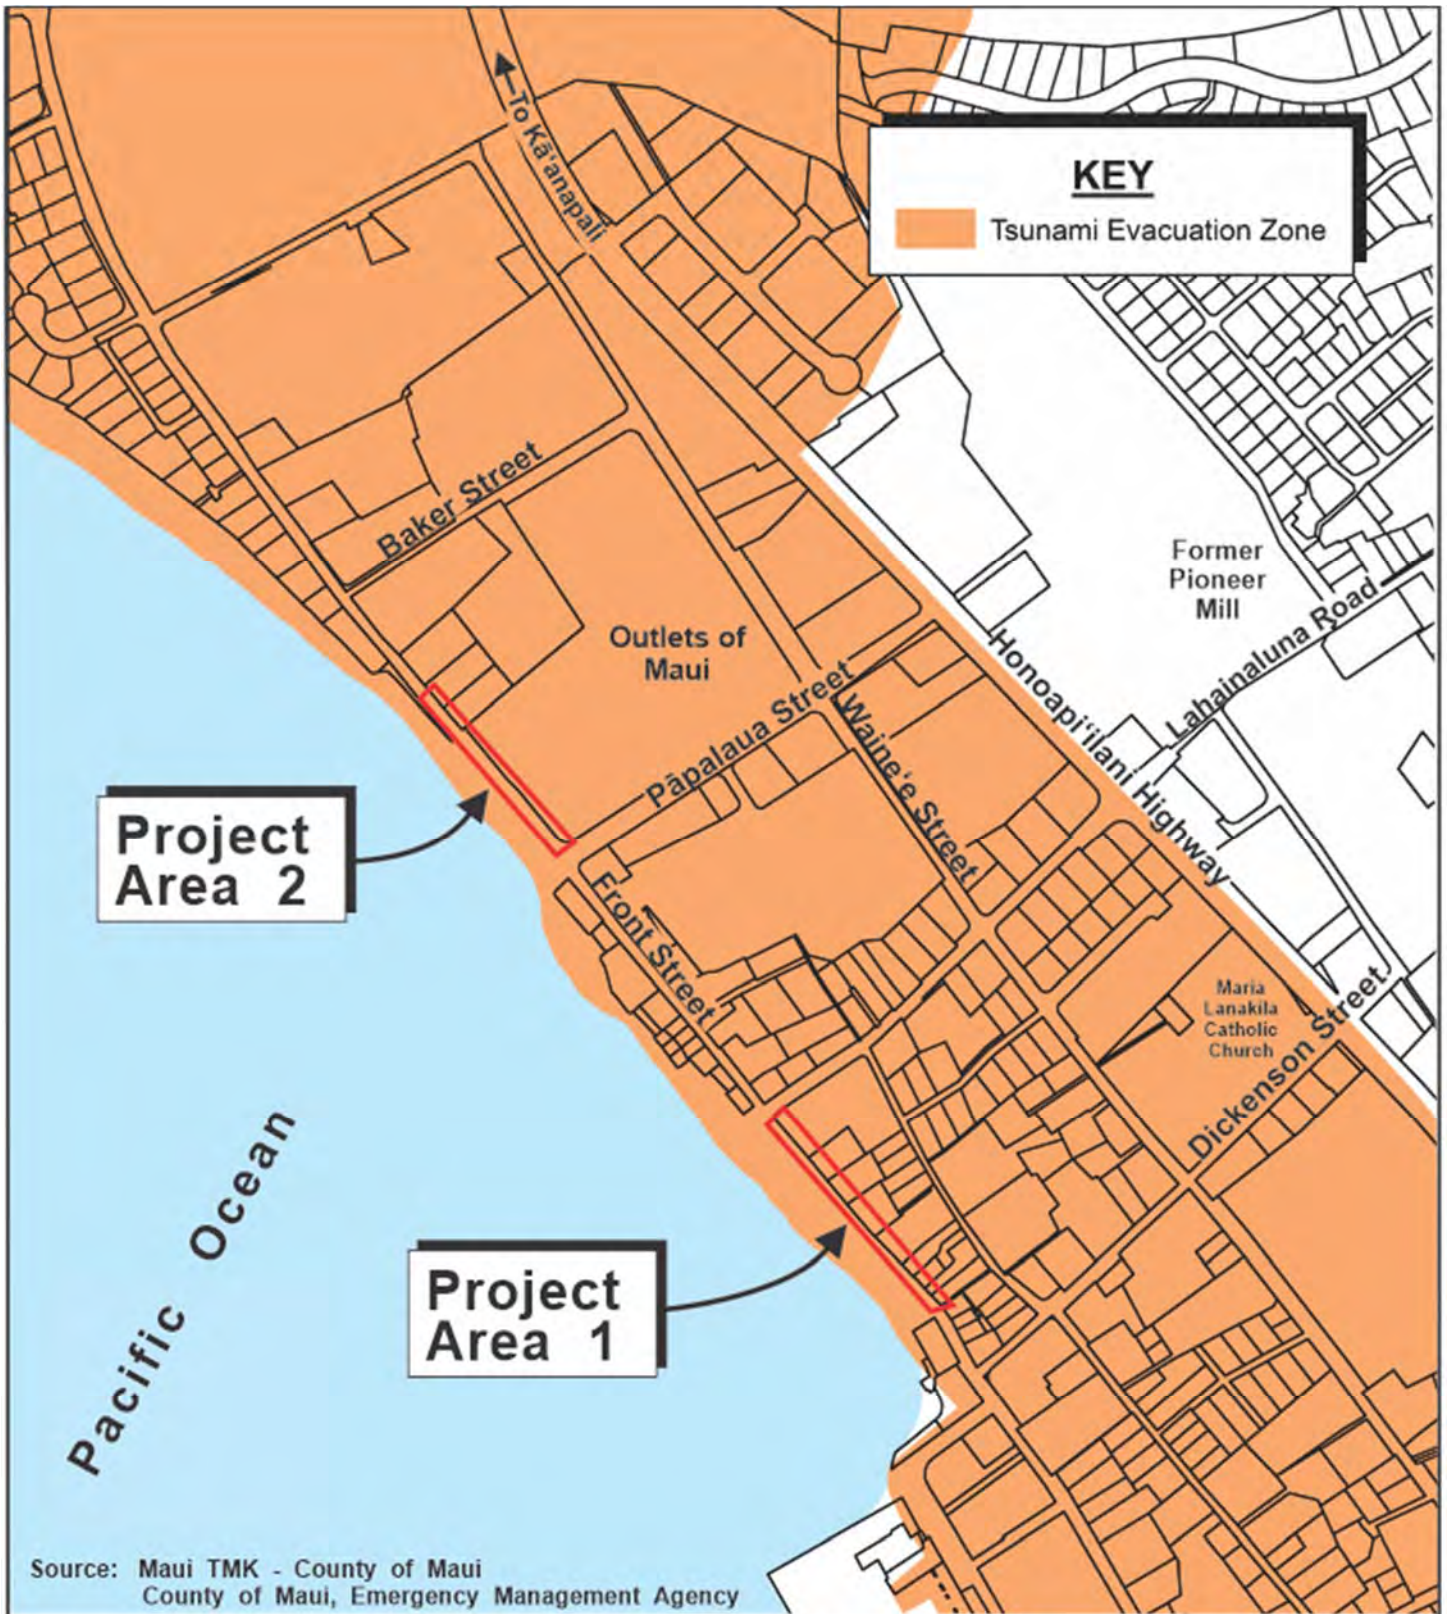 To Kā'anapali
KEY
Tsunami Evacuation Zone
Baker Street
Former
Pioneer
Mill
Outlets of
Maui
Honoapi'ilani Highway
Lahainaluna Road
Pāpalaua Street
Waine'e Street
Project
Area 2
Front Street
Maria
Lanakila
Catholic
Church
Dickenson Street
Pacific Ocean
Project
Area 1
Source: Maui TMK - County of Maui
County of Maui, Emergency Management Agency